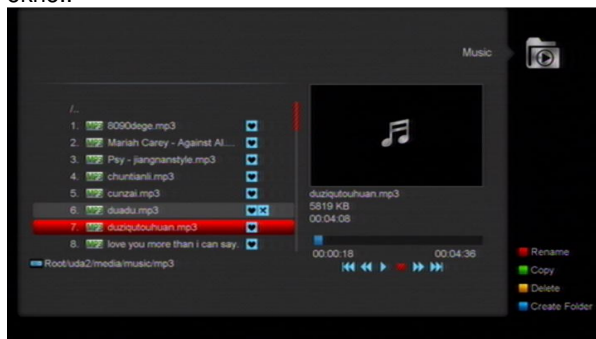 Music
/..
1. 8090dege.mp3
2. Mariah Carey - Against Al....
3. Psy - jiangnanstyle.mp3
4. chuntianli.mp3
5. cunzai.mp3
6. duadu.mp3
7. duziqutouhuan.mp3
8. love you more than i can say.
Root/uda2/media/music/mp3
duziqutouhuan.mp3
5819 KB
00:04:08
00:00:18 00:04:36
Rename
Copy
Delete
Create Folder